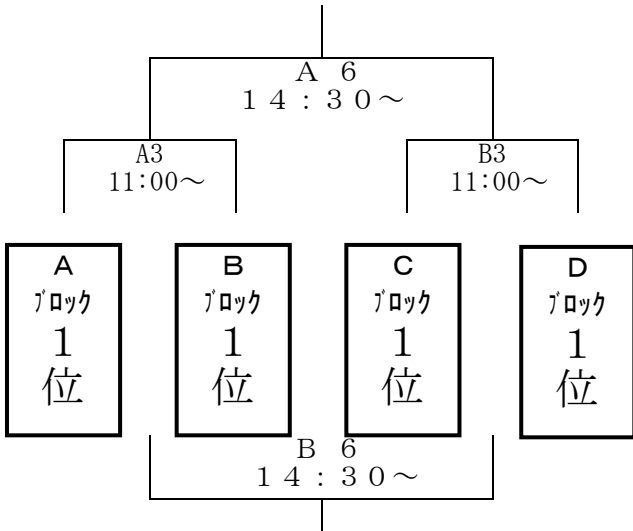 Ａ　６
１４：３０～
A3
11:00～
B3
11:00～
A
ﾌﾞﾛｯｸ
１
位
B
ﾌﾞﾛｯｸ
１
位
C
ﾌﾞﾛｯｸ
１
位
D
ﾌﾞﾛｯｸ
１
位
Ｂ　６
１４：３０～